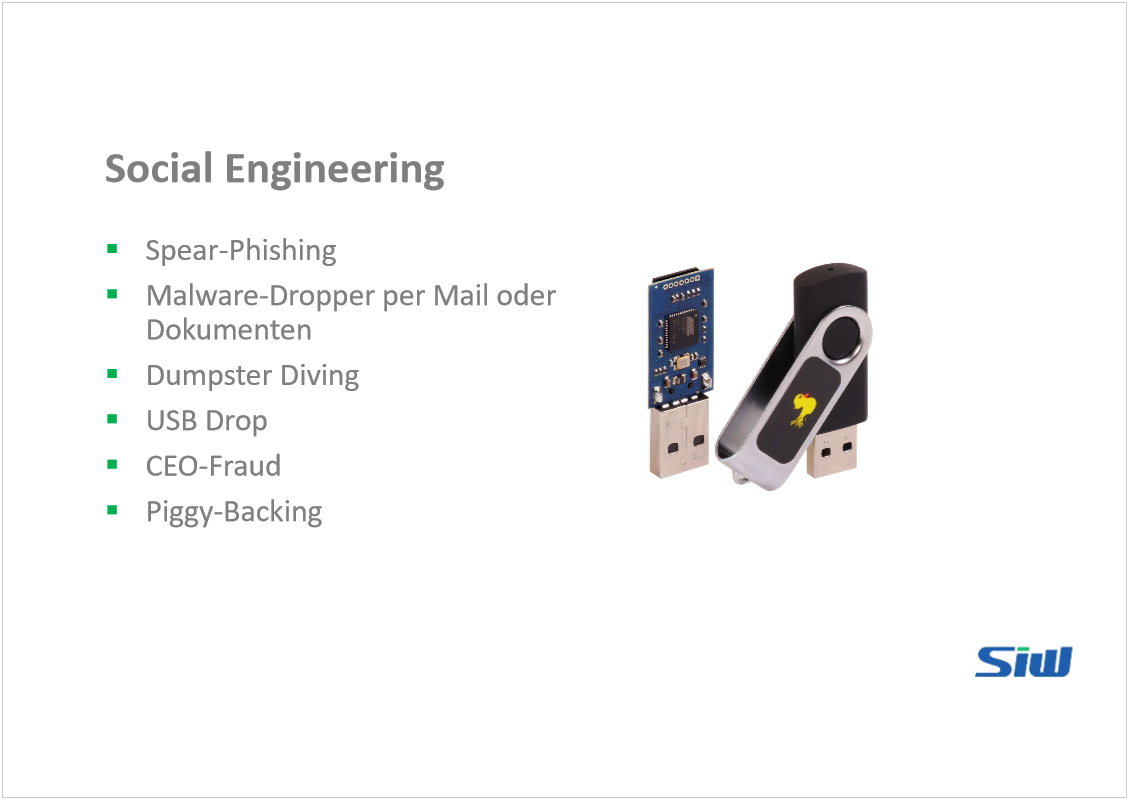 Social Engineering
Spear-Phishing
Malware-Dropper per Mail oder
Dokumenten
Dumpster Diving
USB Drop
CEO-Fraud
Piggy-Backing
Siw